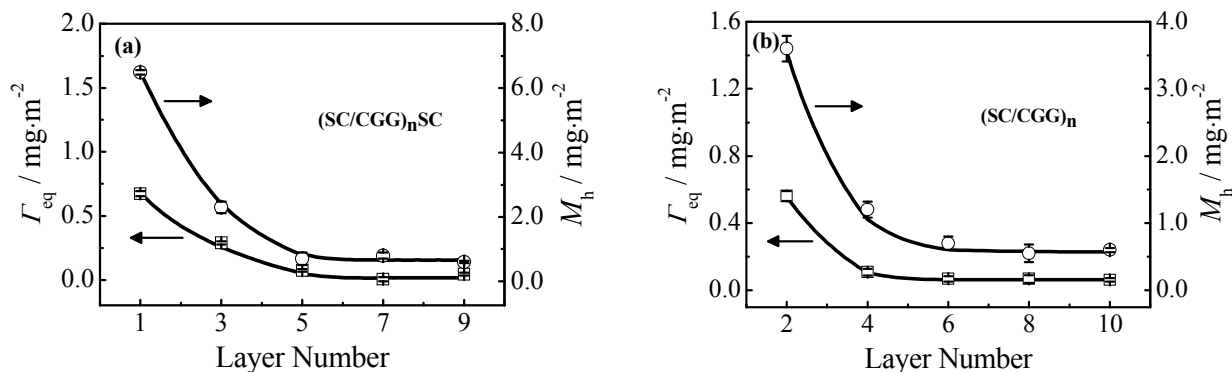 (a)
Γeq / mg·m⁻²
2.0
1.5
1.0
0.5
0.0
8.0
6.0
4.0
2.0
0.0
Mh / mg·m⁻²
(SC/CGG)nSC
1 3 5 7 9
Layer Number
(b)
Γeq / mg·m⁻²
1.6
1.2
0.8
0.4
0.0
4.0
3.0
2.0
1.0
0.0
Mh / mg·m⁻²
(SC/CGG)n
2 4 6 8 10
Layer Number